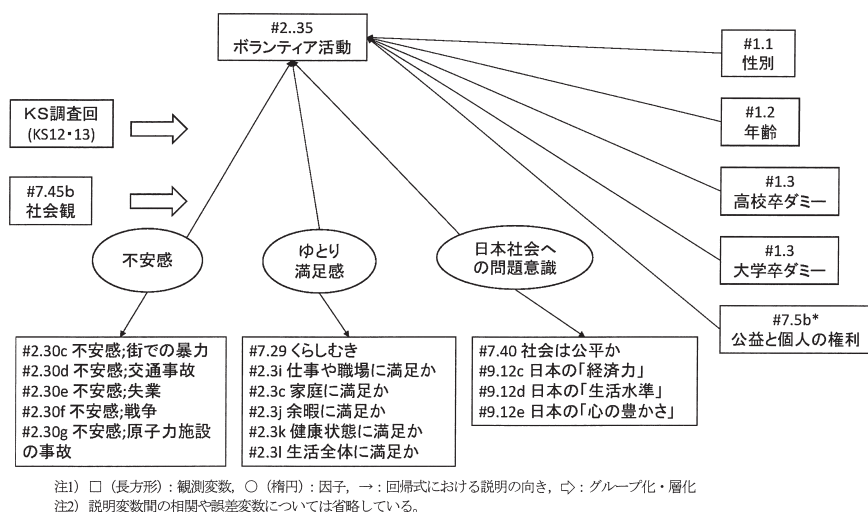 #2..35
ボランティア活動
#1.1
性別
KS調査回
(KS12・13)
#1.2
年齢
#7.45b
社会観
#1.3
高校卒ダミー
不安感
ゆとり
満足感
日本社会へ
の問題意識
#1.3
大学卒ダミー
#7.5b*
公益と個人の権利
#2.30c 不安感;街での暴力
#2.30d 不安感;交通事故
#2.30e 不安感;失業
#2.30f 不安感;戦争
#2.30g 不安感;原子力施設
の事故
#7.29 くらしむき
#2.3i 仕事や職場に満足か
#2.3c 家庭に満足か
#2.3j 余暇に満足か
#2.3k 健康状態に満足か
#2.3l 生活全体に満足か
#7.40 社会は公平か
#9.12c 日本の「経済力」
#9.12d 日本の「生活水準」
#9.12e 日本の「心の豊かさ」
注1) □（長方形）: 観測変数, ○（楕円）: 因子, →: 回帰式における説明の向き, ⇨: グループ化・層化
注2) 説明変数間の相関や誤差変数については省略している。